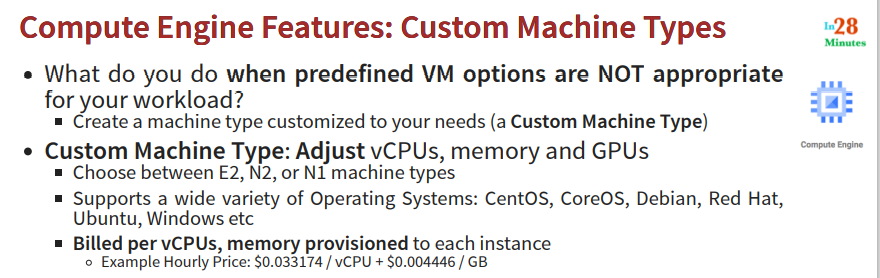 Compute Engine Features: Custom Machine Types
In28
Minutes
• What do you do when predefined VM options are NOT appropriate
for your workload?
▪ Create a machine type customized to your needs (a Custom Machine Type)
Compute Engine
• Custom Machine Type: Adjust vCPUs, memory and GPUs
▪ Choose between E2, N2, or N1 machine types
▪ Supports a wide variety of Operating Systems: CentOS, CoreOS, Debian, Red Hat,
Ubuntu, Windows etc
▪ Billed per vCPUs, memory provisioned to each instance
◦ Example Hourly Price: $0.033174 / vCPU + $0.004446 / GB